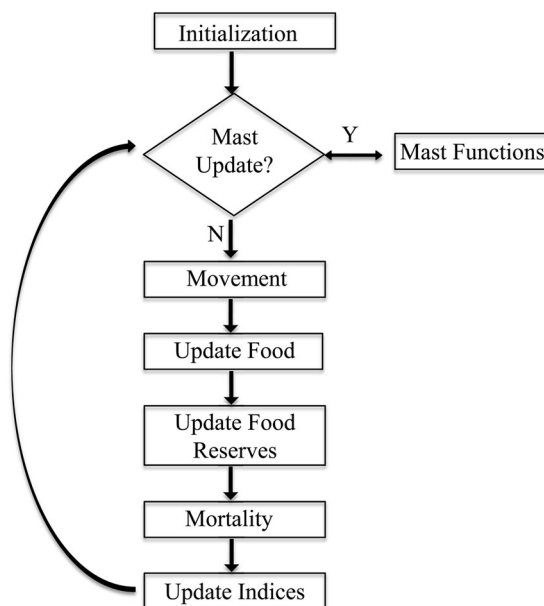 Initialization
Mast
Update?
Y
Mast Functions
N
Movement
Update Food
Update Food
Reserves
Mortality
Update Indices